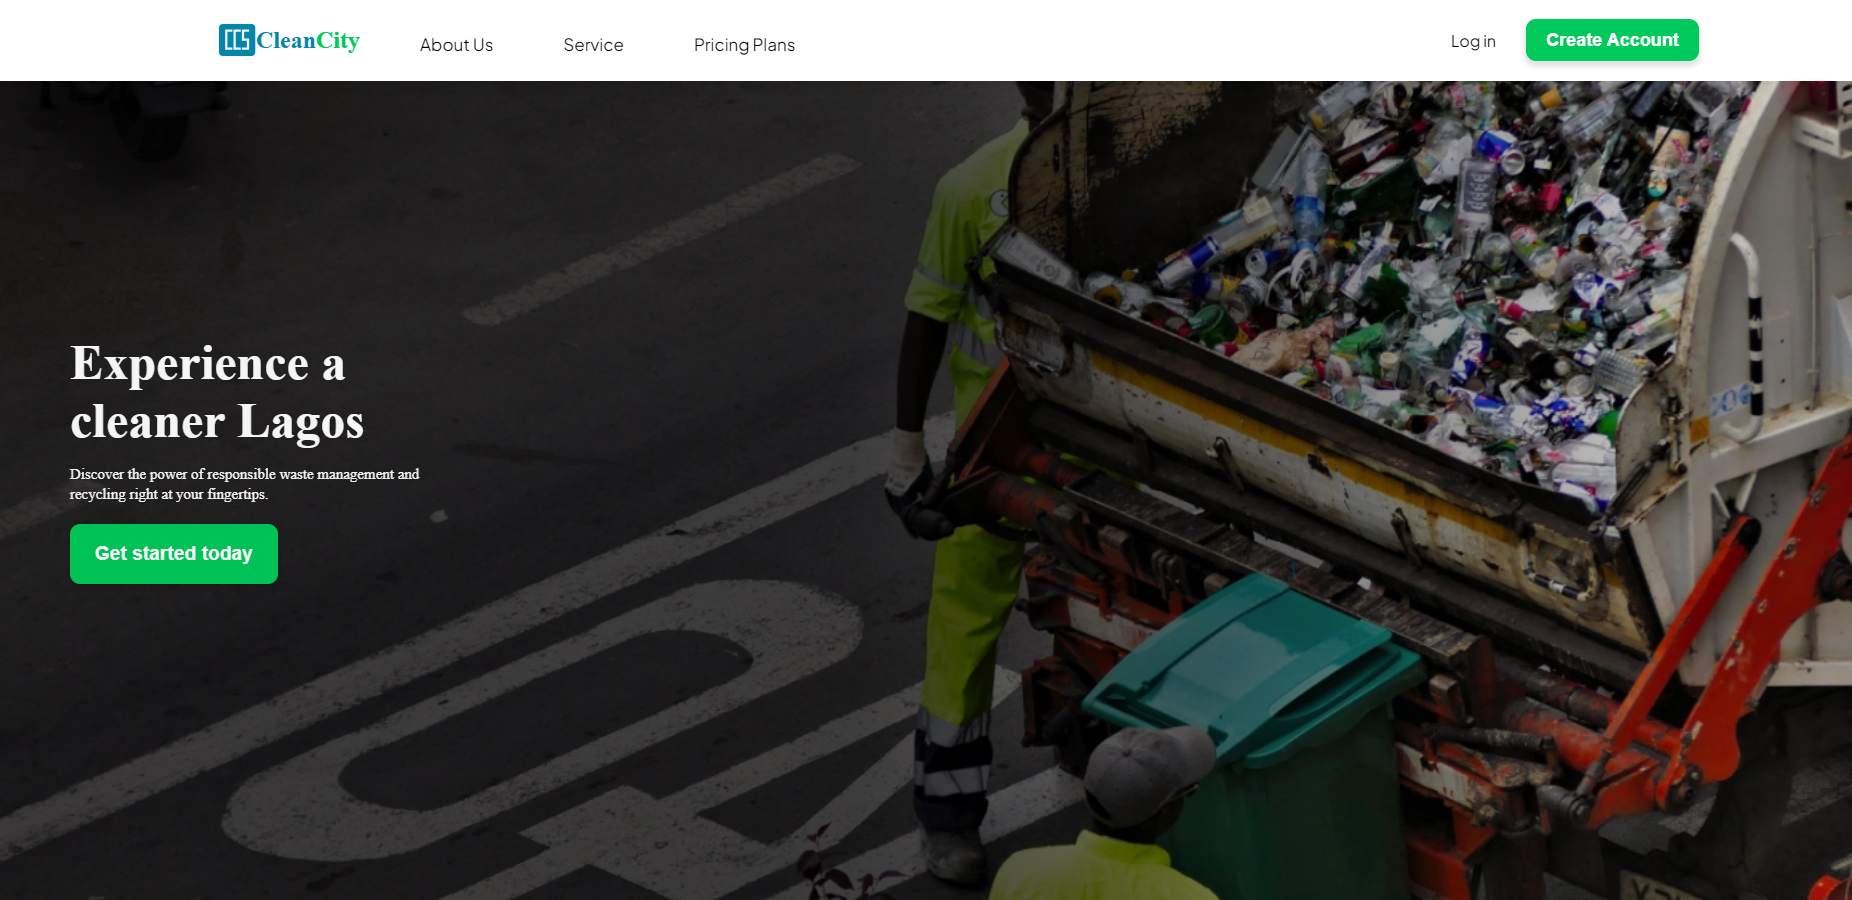 CCS CleanCity
About Us
Service
Pricing Plans
Log in
Create Account
Experience a
cleaner Lagos
Discover the power of responsible waste management and
recycling right at your fingertips.
Get started today